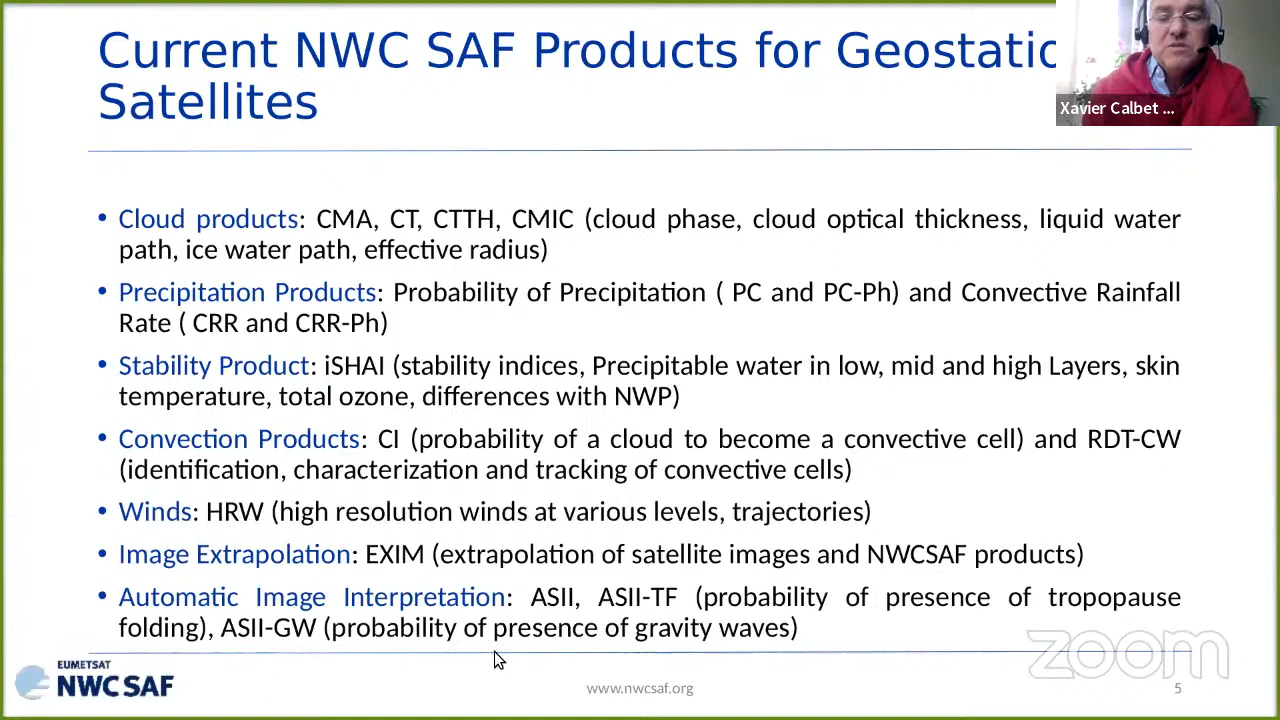 Current NWC SAF Products for Geostatio
Satellites
Xavier Calbet ...
• Cloud products: CMA, CT, CTTH, CMIC (cloud phase, cloud optical thickness, liquid water
path, ice water path, effective radius)
• Precipitation Products: Probability of Precipitation ( PC and PC-Ph) and Convective Rainfall
Rate ( CRR and CRR-Ph)
• Stability Product: iSHAI (stability indices, Precipitable water in low, mid and high Layers, skin
temperature, total ozone, differences with NWP)
• Convection Products: CI (probability of a cloud to become a convective cell) and RDT-CW
(identification, characterization and tracking of convective cells)
• Winds: HRW (high resolution winds at various levels, trajectories)
• Image Extrapolation: EXIM (extrapolation of satellite images and NWCSAF products)
• Automatic Image Interpretation: ASII, ASII-TF (probability of presence of tropopause
folding), ASII-GW (probability of presence of gravity waves)
zoom
EUMETSAT
NWC SAF
www.nwcsaf.org
5